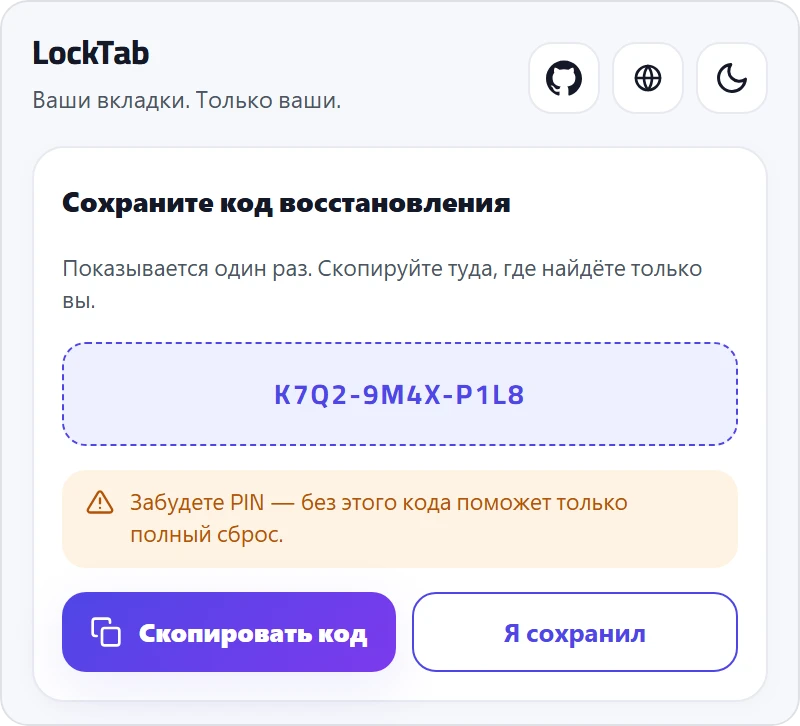 LockTab
Ваши вкладки. Только ваши.
Сохраните код восстановления
Показывается один раз. Скопируйте туда, где найдёте только
вы.
K7Q2-9M4X-P1L8
Забудете PIN — без этого кода поможет только
полный сброс.
Скопировать код
Я сохранил